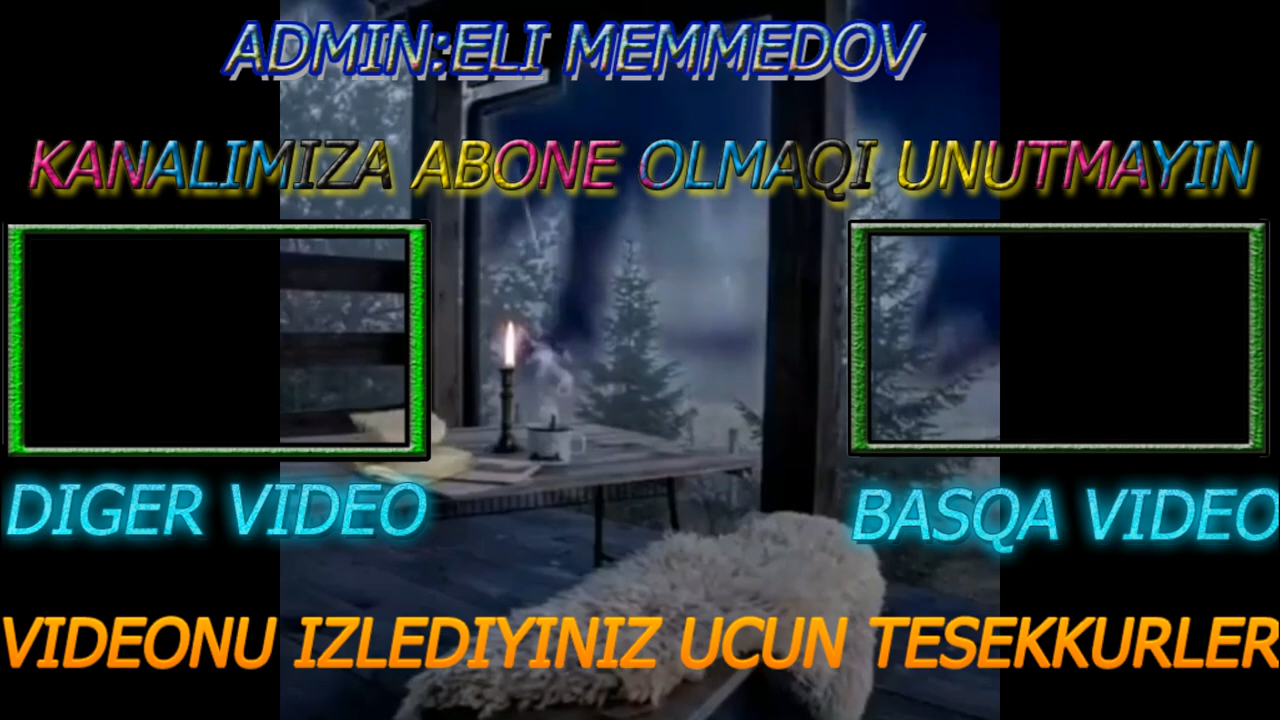 ADMIN:ELI MEMMEDOV
KANALIMIZA ABONE OLMAQI UNUTMAYIN
DIGER VIDEO
BASQA VIDEO
VIDEONU IZLEDIYINIZ UCUN TESEKKURLER